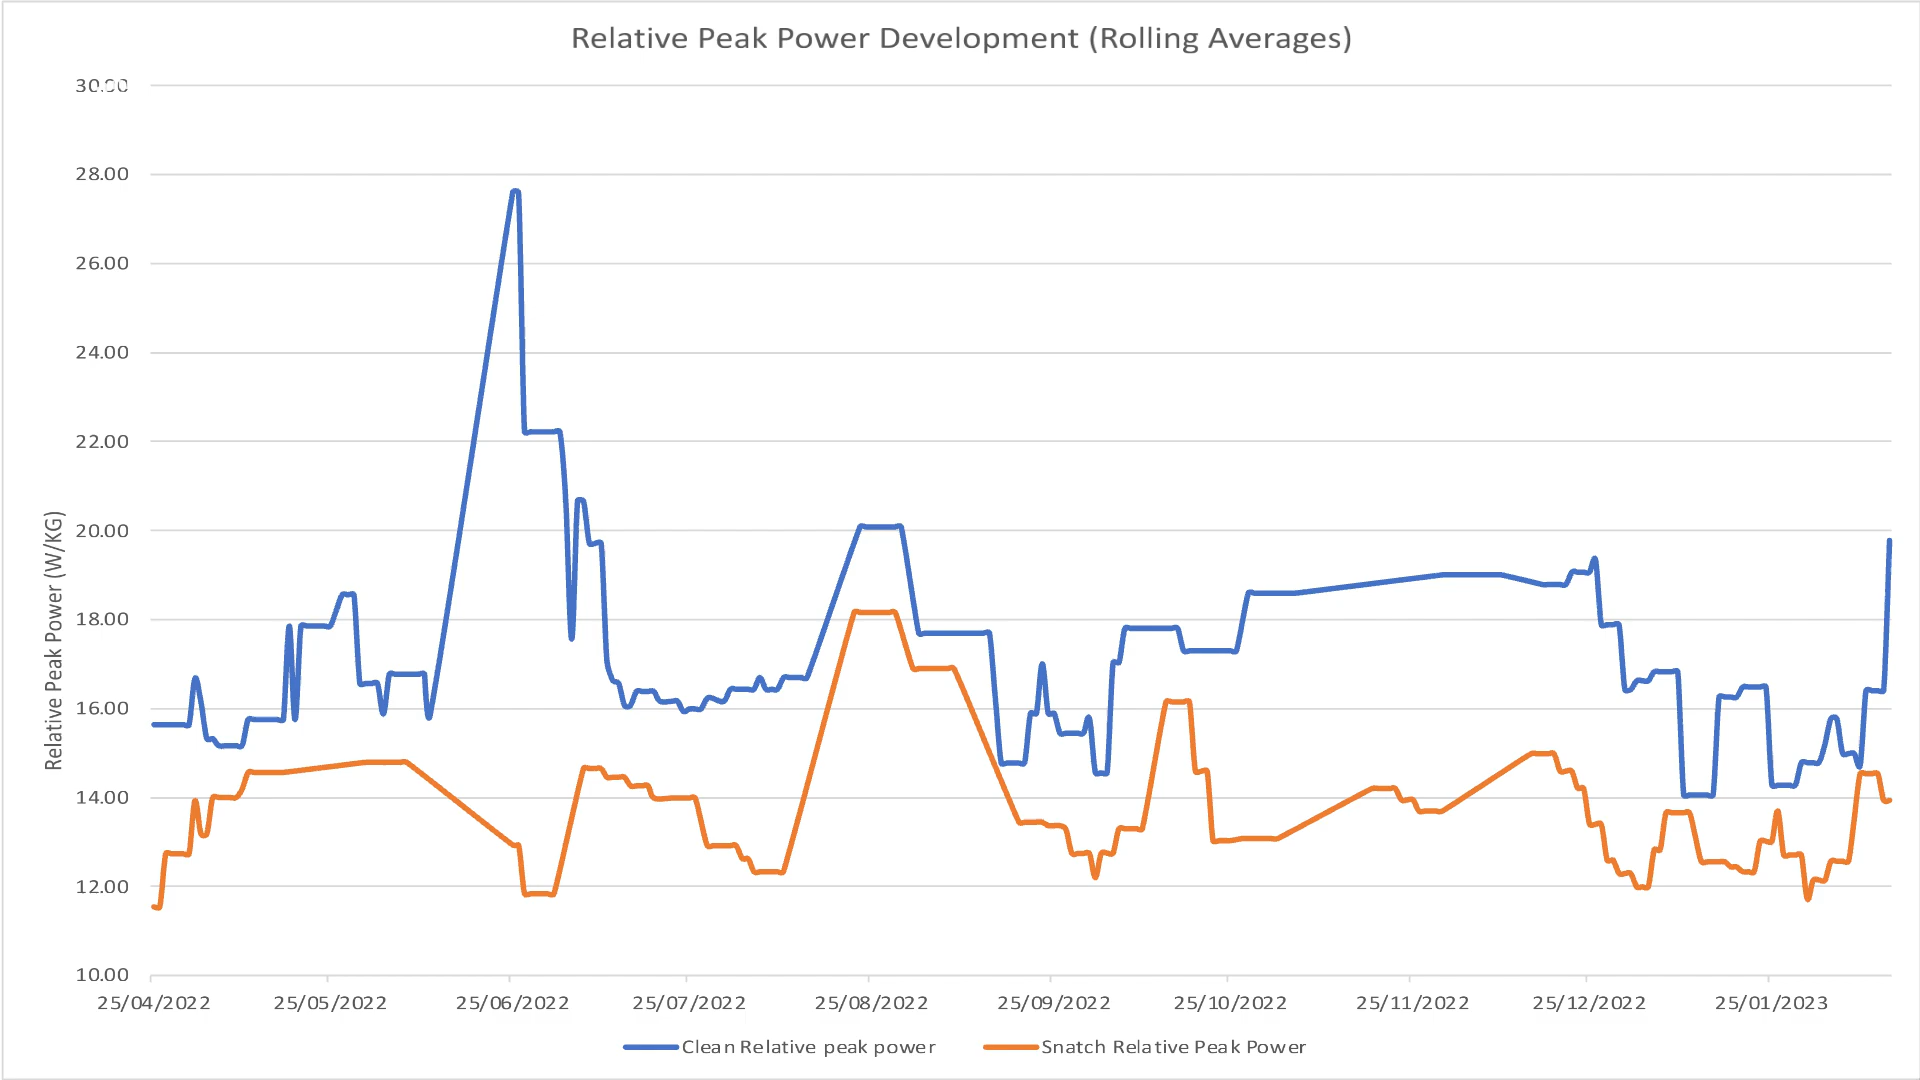 Relative Peak Power Development (Rolling Averages)
30.00
28.00
26.00
24.00
22.00
20.00
18.00
16.00
14.00
12.00
10.00
Relative Peak Power (W/KG)
25/04/2022 25/05/2022 25/06/2022 25/07/2022 25/08/2022 25/09/2022 25/10/2022 25/11/2022 25/12/2022 25/01/2023
Clean Relative peak power Snatch Relative Peak Power